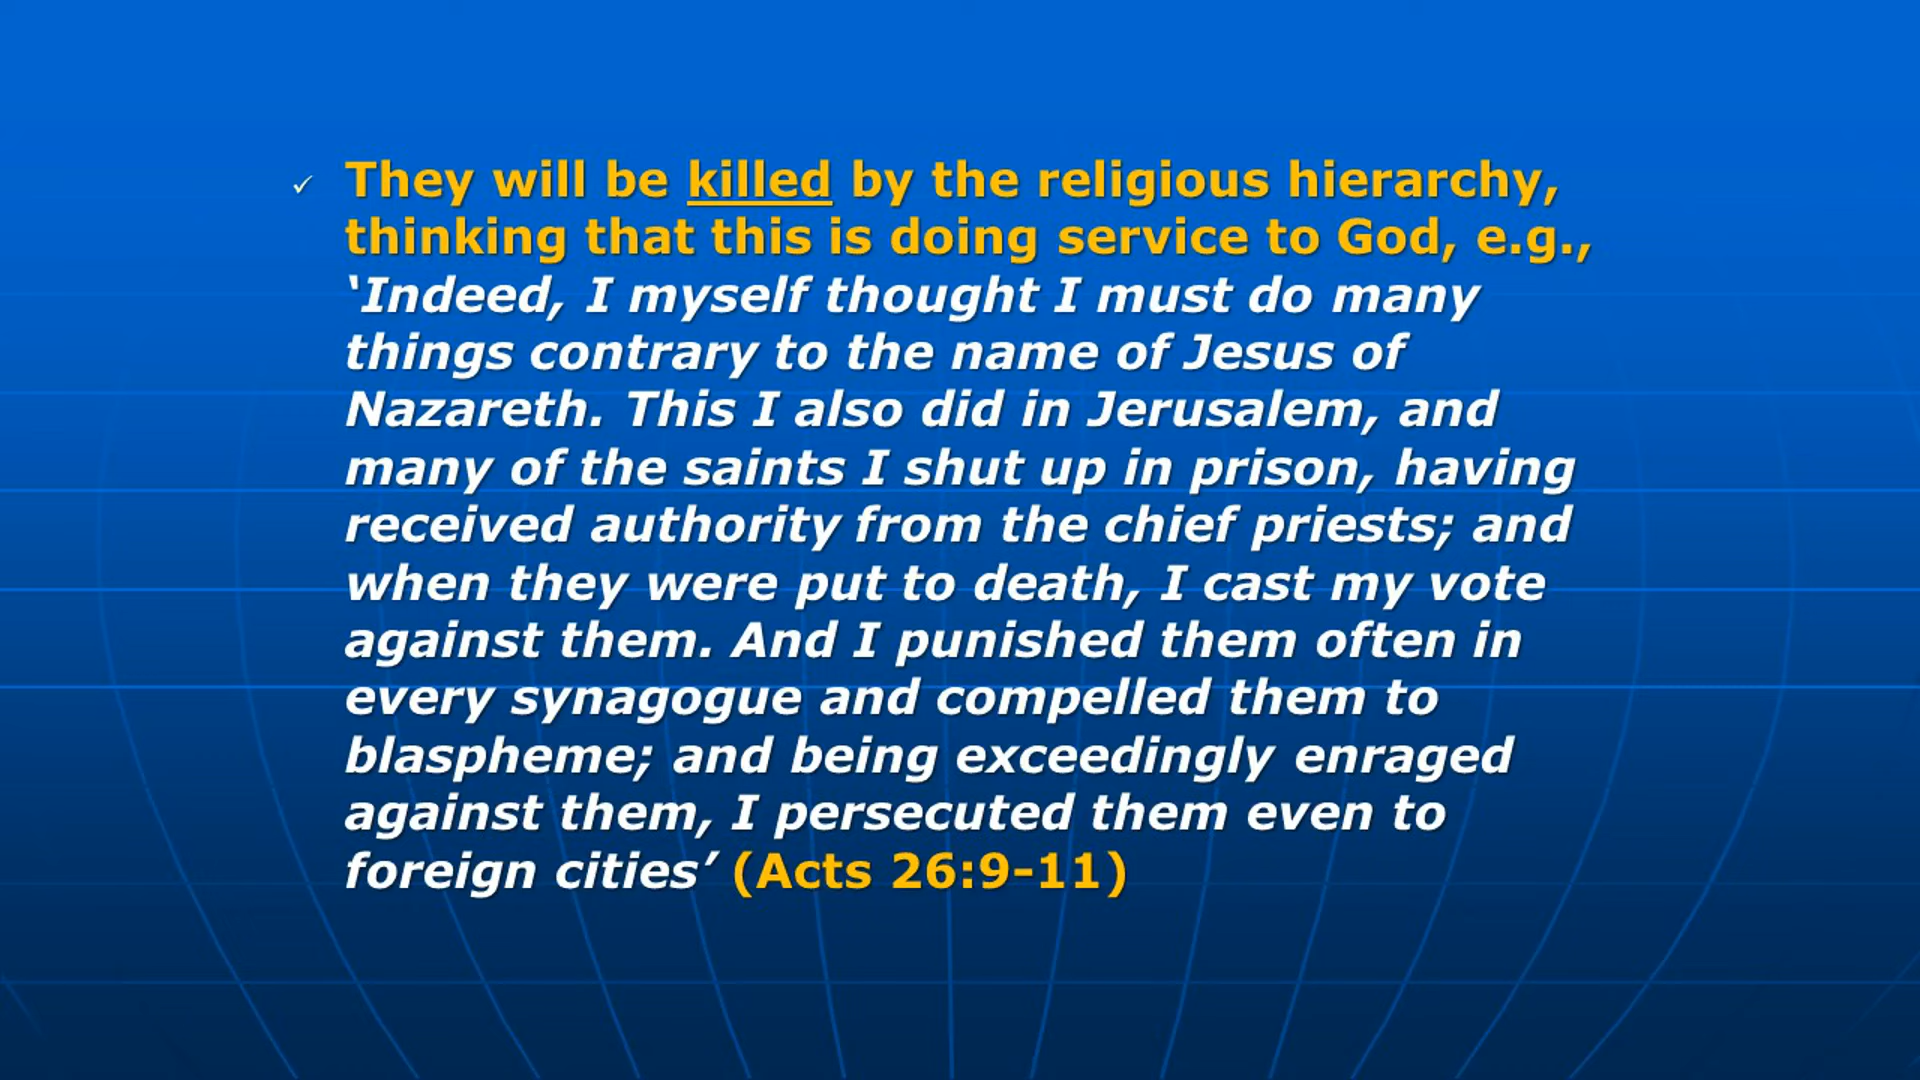 ✓ They will be killed by the religious hierarchy,
thinking that this is doing service to God, e.g.,
‘Indeed, I myself thought I must do many
things contrary to the name of Jesus of
Nazareth. This I also did in Jerusalem, and
many of the saints I shut up in prison, having
received authority from the chief priests; and
when they were put to death, I cast my vote
against them. And I punished them often in
every synagogue and compelled them to
blaspheme; and being exceedingly enraged
against them, I persecuted them even to
foreign cities’ (Acts 26:9-11)